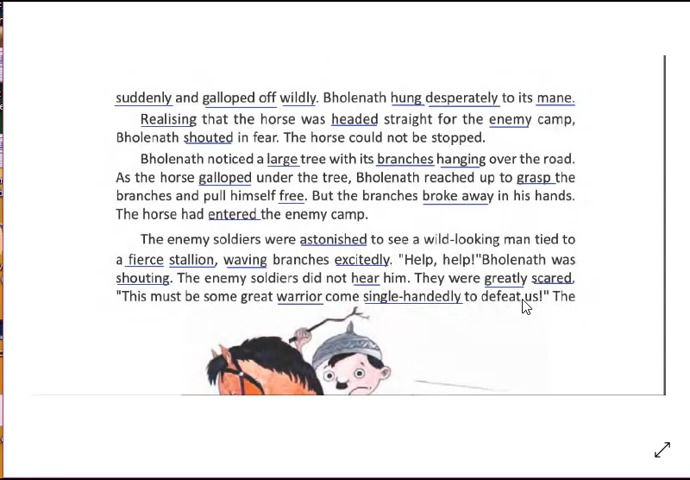 suddenly and galloped off wildly. Bholenath hung desperately to its mane.
Realising that the horse was headed straight for the enemy camp,
Bholenath shouted in fear. The horse could not be stopped.
Bholenath noticed a large tree with its branches hanging over the road.
As the horse galloped under the tree, Bholenath reached up to grasp the
branches and pull himself free. But the branches broke away in his hands.
The horse had entered the enemy camp.
The enemy soldiers were astonished to see a wild-looking man tied to
a fierce stallion, waving branches excitedly. "Help, help!"Bholenath was
shouting. The enemy soldiers did not hear him. They were greatly scared.
"This must be some great warrior come single-handedly to defeat us!" The